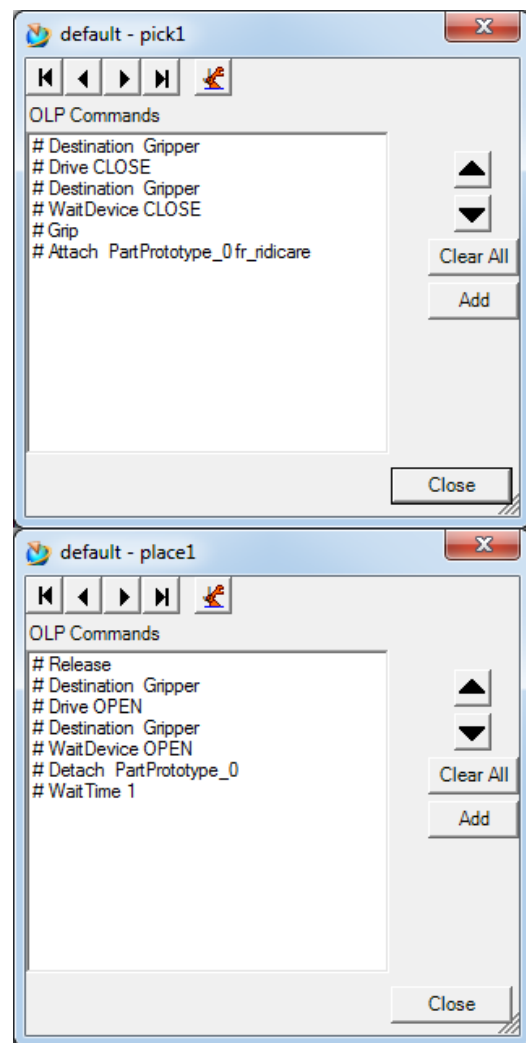 default - pick1
OLP Commands
# Destination Gripper
# Drive CLOSE
# Destination Gripper
# WaitDevice CLOSE
# Grip
# Attach PartPrototype_0 fr_ridicare
Clear All
Add
Close
default - place1
OLP Commands
# Release
# Destination Gripper
# Drive OPEN
# Destination Gripper
# WaitDevice OPEN
# Detach PartPrototype_0
# WaitTime 1
Clear All
Add
Close